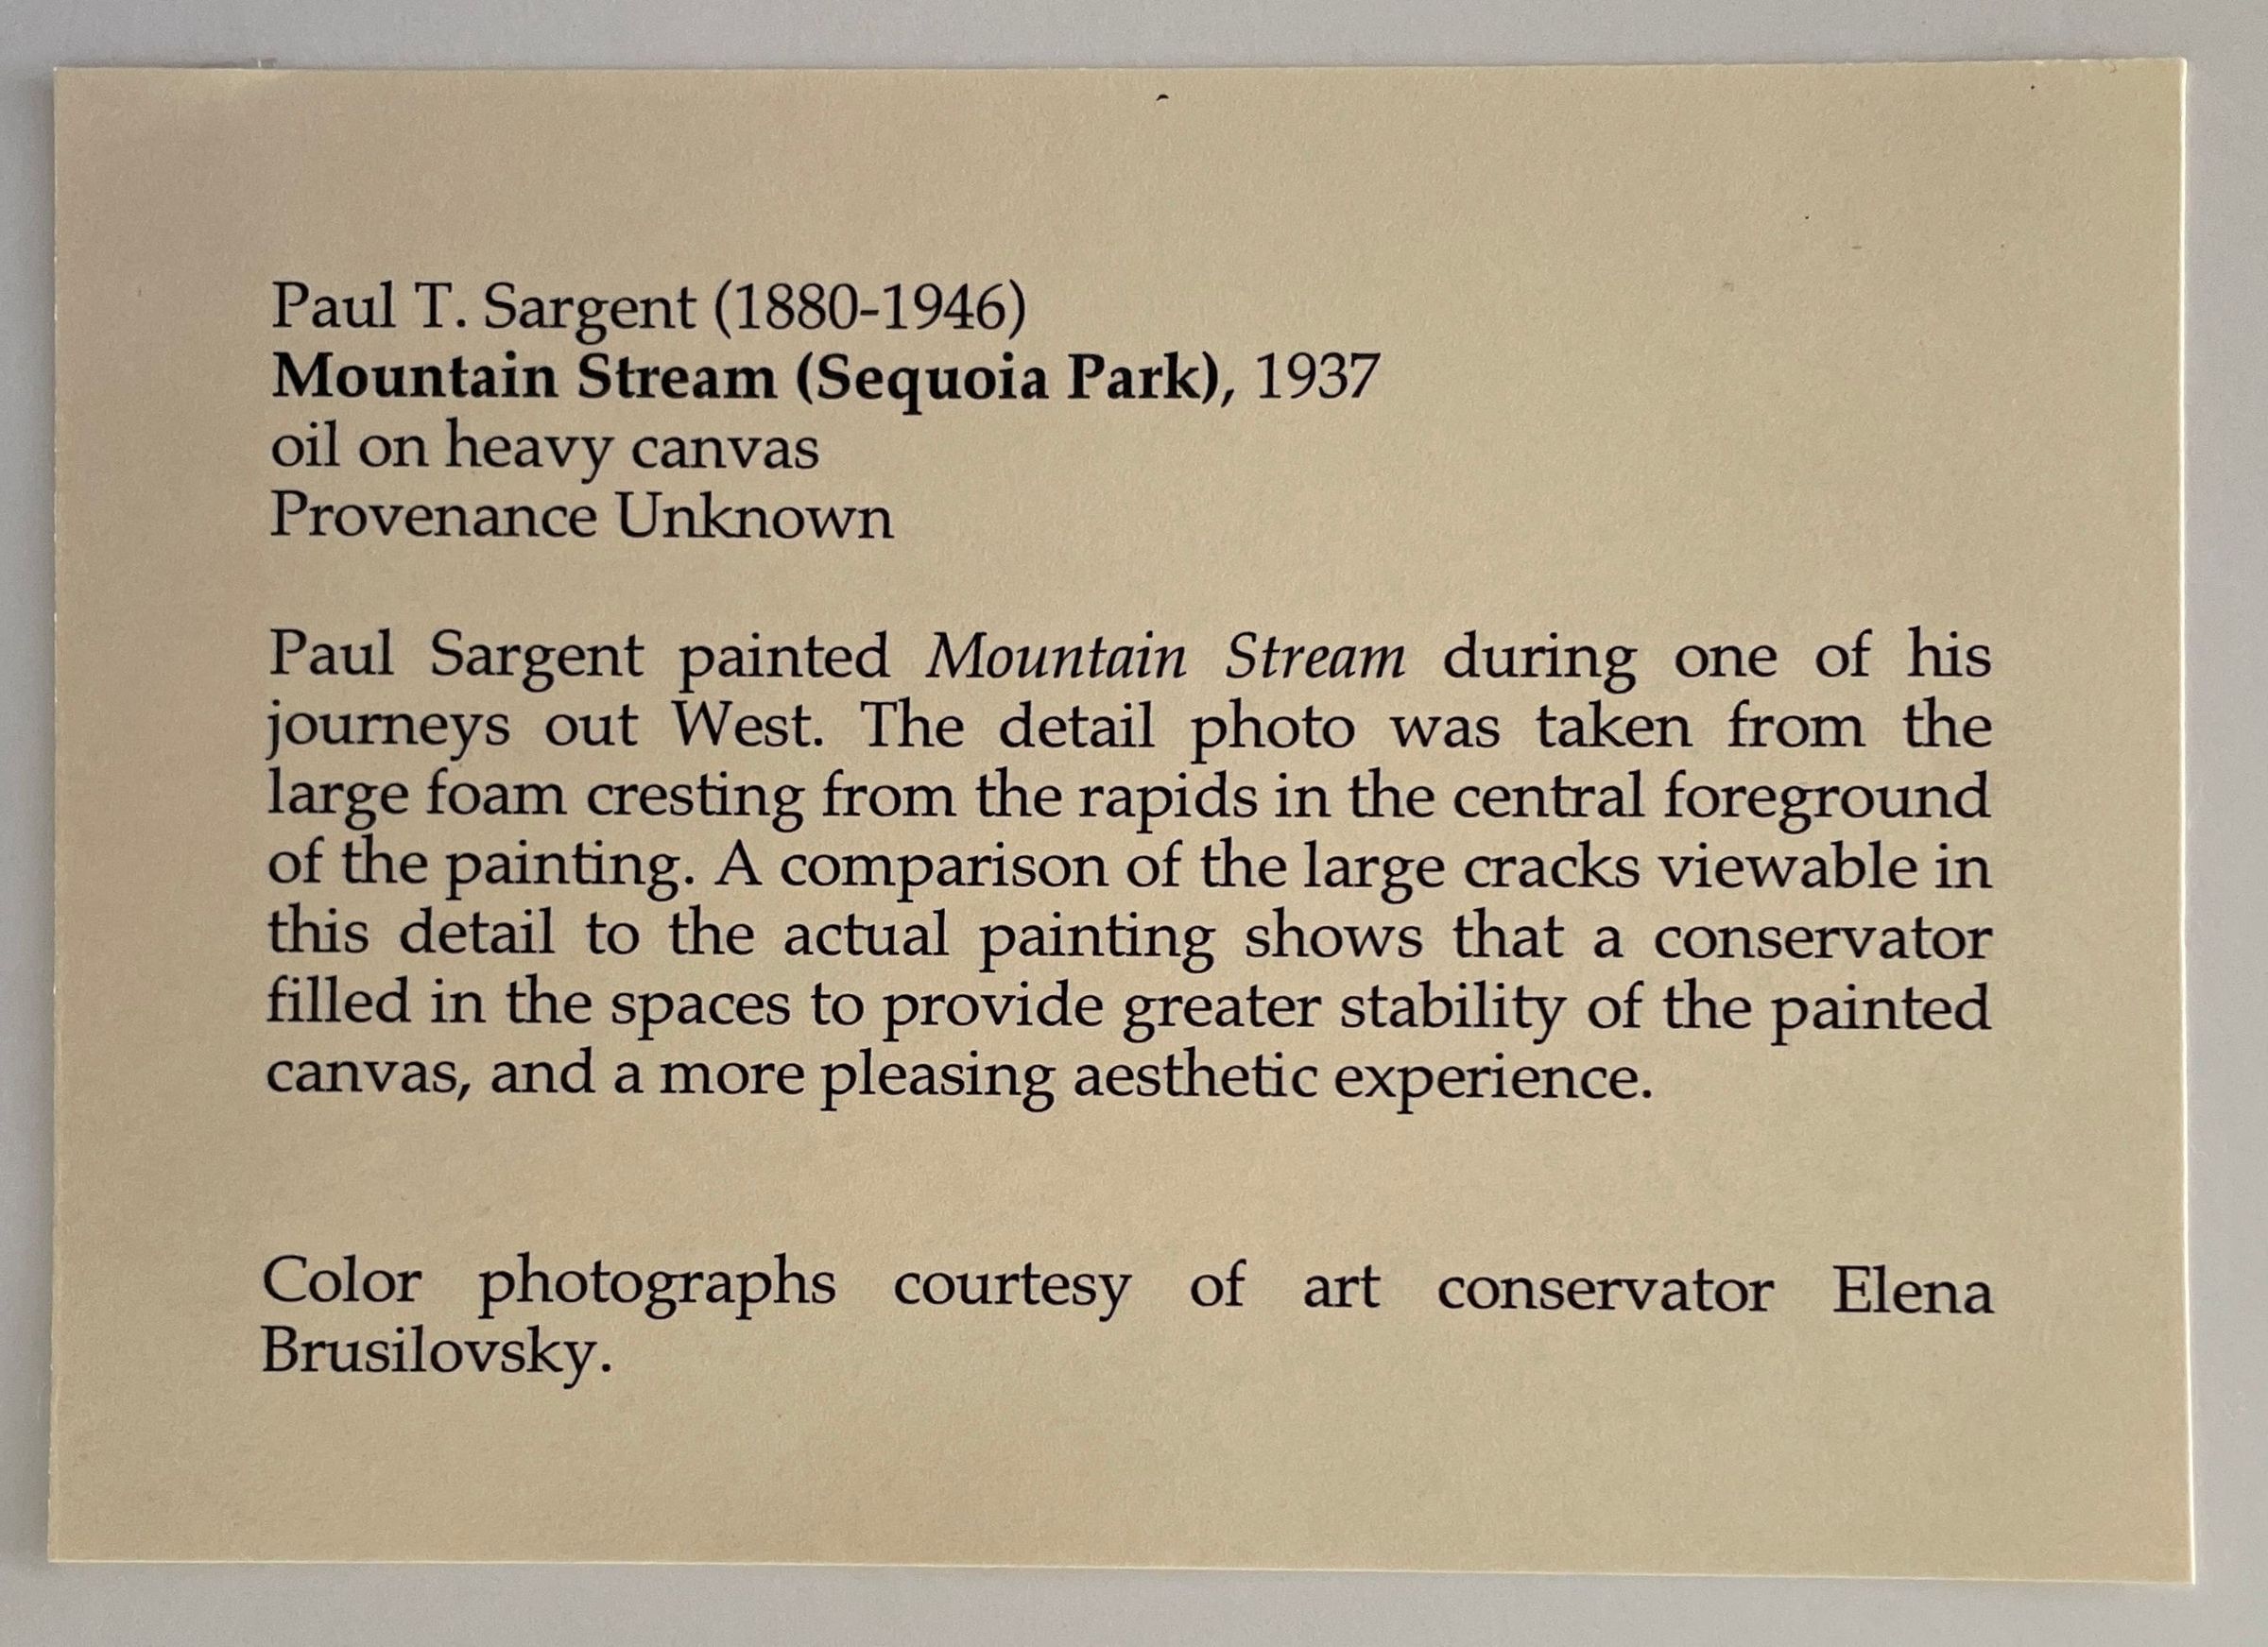 Paul T. Sargent (1880-1946)
Mountain Stream (Sequoia Park), 1937
oil on heavy canvas
Provenance Unknown
Paul Sargent painted Mountain Stream during one of his
journeys out West. The detail photo was taken from the
large foam cresting from the rapids in the central foreground
of the painting. A comparison of the large cracks viewable in
this detail to the actual painting shows that a conservator
filled in the spaces to provide greater stability of the painted
canvas, and a more pleasing aesthetic experience.
Color photographs courtesy of art conservator Elena
Brusilovsky.